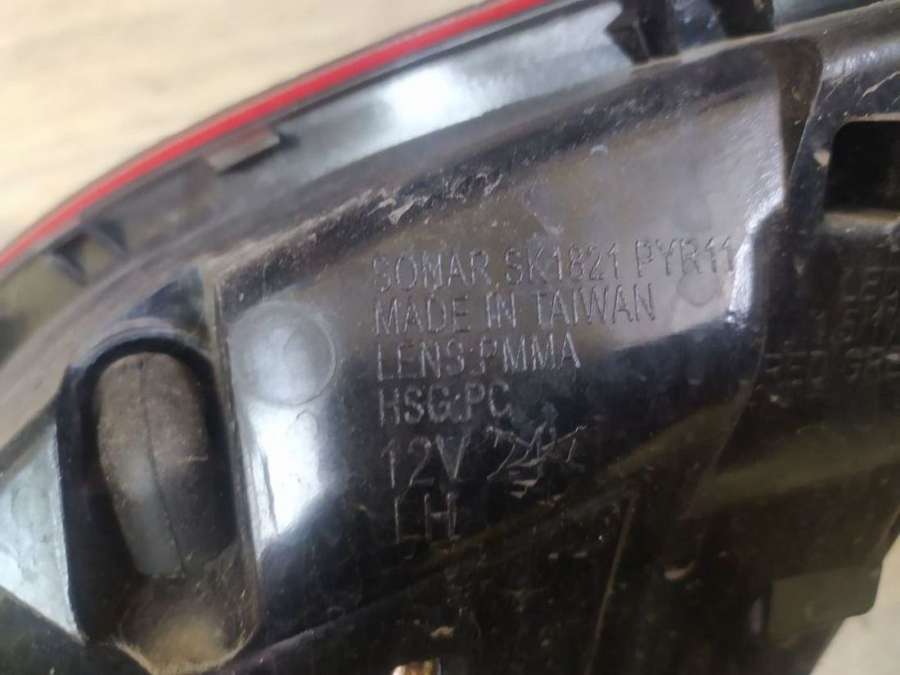 SOMAR SK1821 PYR11
MADE IN TAIWAN
LENS:PMMA
HSG:PC
12V
LH